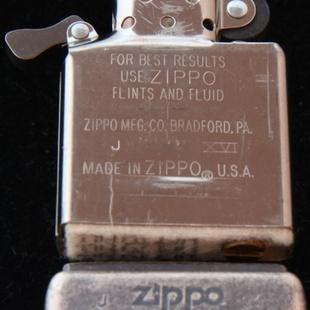 FOR BEST RESULTS
USE ZIPPO
FLINTS AND FLUID
ZIPPO MFG. CO. BRADFORD, PA.
J XVI
MADE IN ZIPPO® U.S.A.
J Zippo